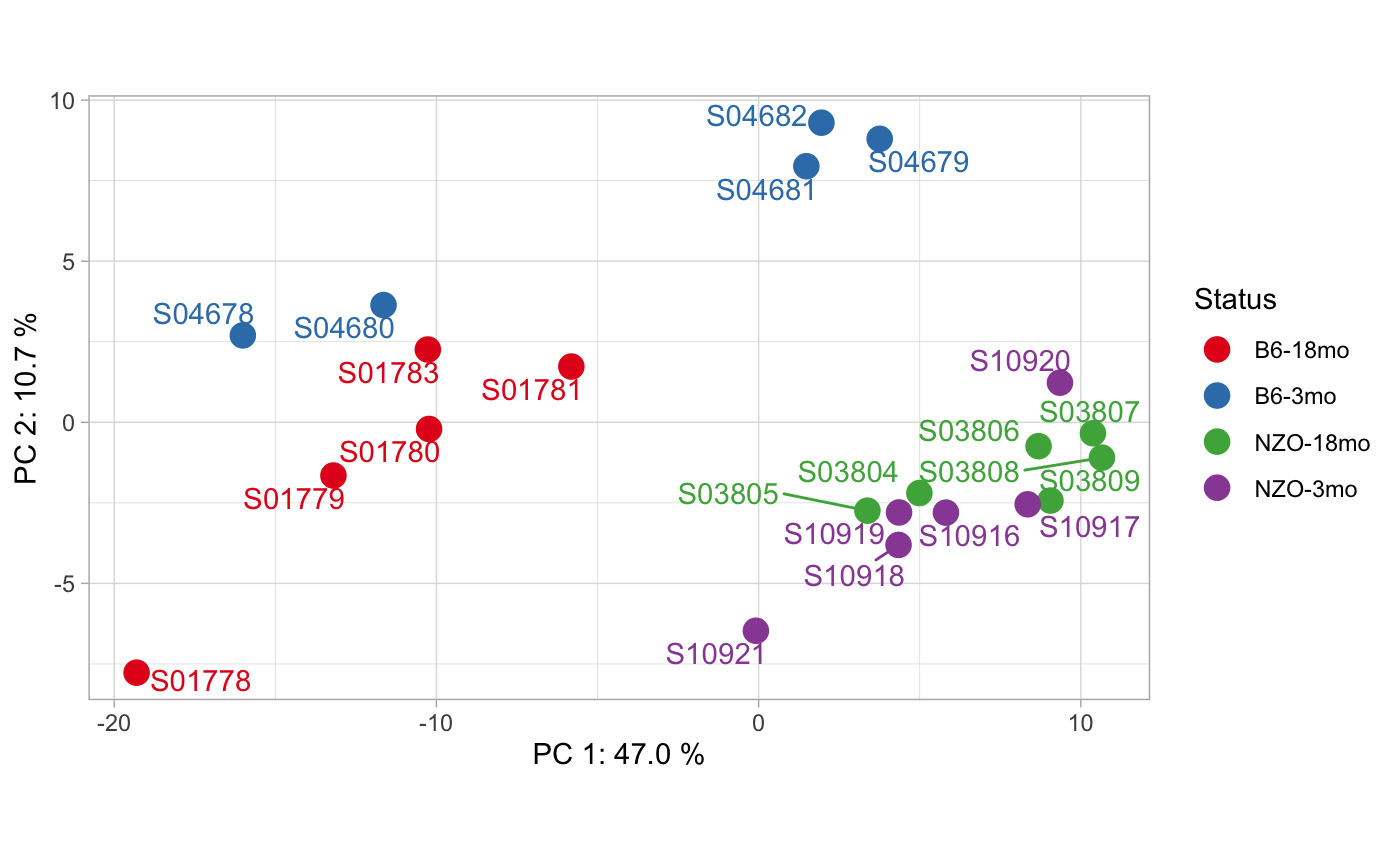 10
5
0
-5
-20
-10
0
10
PC 2: 10.7 %
PC 1: 47.0 %
S04682
S04679
S04681
S04678
S04680
S01783
S01781
S01780
S01779
S01778
S10920
S03807
S03806
S03804
S03808
S03805
S03809
S10919
S10916
S10917
S10918
S10921
Status
B6-18mo
B6-3mo
NZO-18mo
NZO-3mo